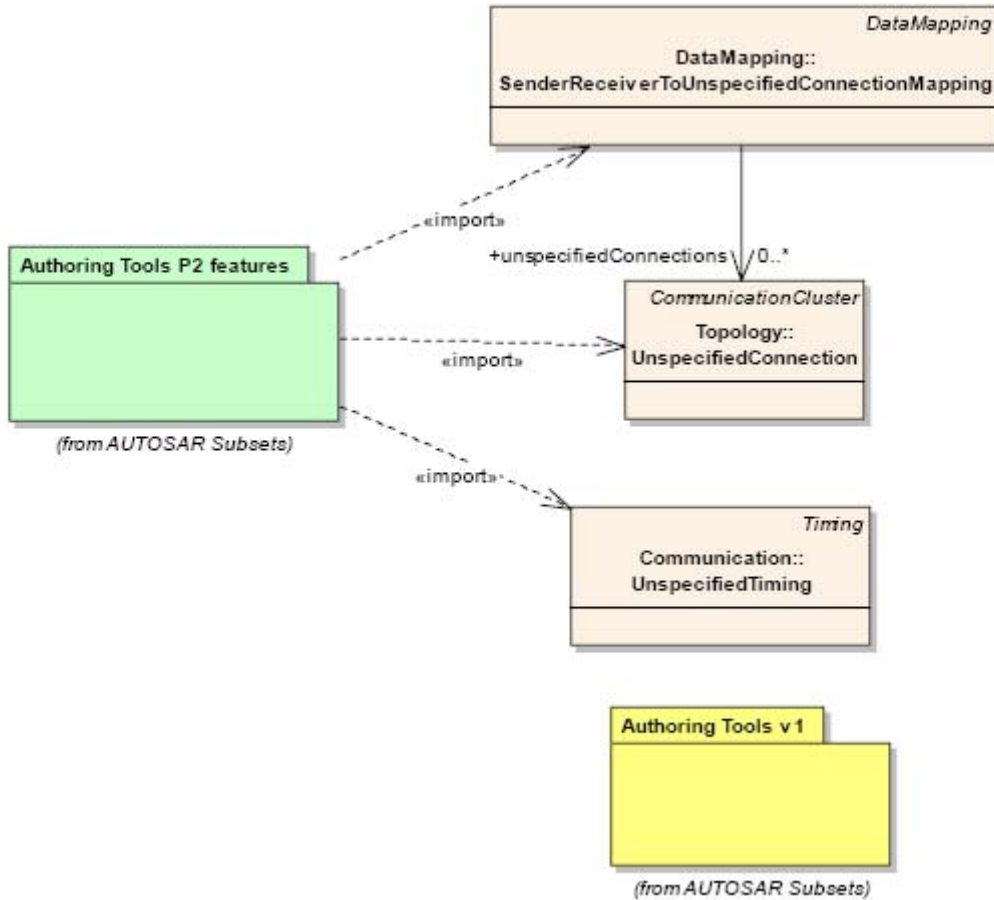 DataMapping
DataMapping::
SenderReceiverToUnspecifiedConnectionMapping
«import»
+unspecifiedConnections 0..*
Authoring Tools P2 features
CommunicationCluster
Topology::
UnspecifiedConnection
«import»
(from AUTOSAR Subsets)
«import»
Timing
Communication::
UnspecifiedTiming
Authoring Tools v1
(from AUTOSAR Subsets)